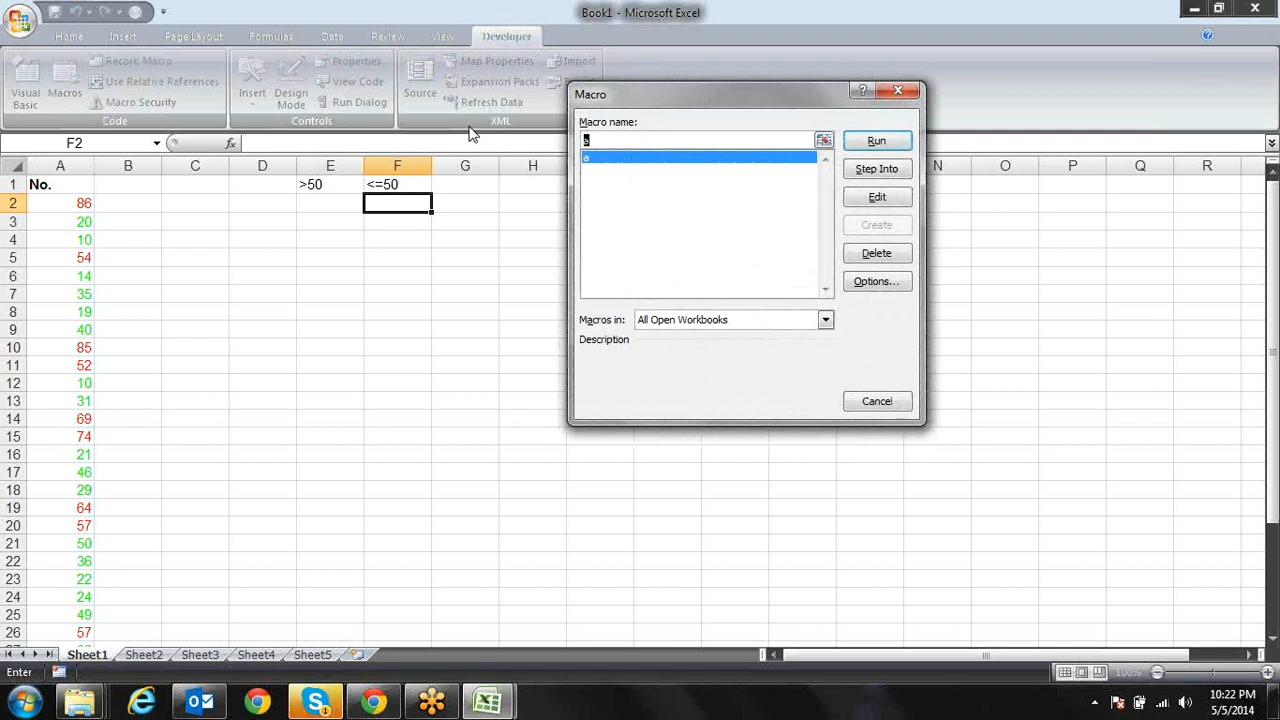 Book1 - Microsoft Excel
Home Insert Page Layout Formulas Data Review View Developer
Visual Basic
Macros
Record Macro
Use Relative References
Macro Security
Code
Insert
Design Mode
Properties
View Code
Run Dialog
Controls
Source
Map Properties
Expansion Packs
Refresh Data
Import
XML
F2
fx
A B C D E F G H N O P Q R
1 No. >50 <=50
2 86
3 20
4 10
5 54
6 14
7 35
8 19
9 40
10 85
11 52
12 10
13 31
14 69
15 74
16 21
17 46
18 29
19 64
20 57
21 50
22 36
23 22
24 24
25 49
26 57
Macro
Macro name:
a
a
Run
Step Into
Edit
Create
Delete
Options...
Macros in: All Open Workbooks
Description
Cancel
Sheet1 Sheet2 Sheet3 Sheet4 Sheet5
Enter
100%
10:22 PM
5/5/2014